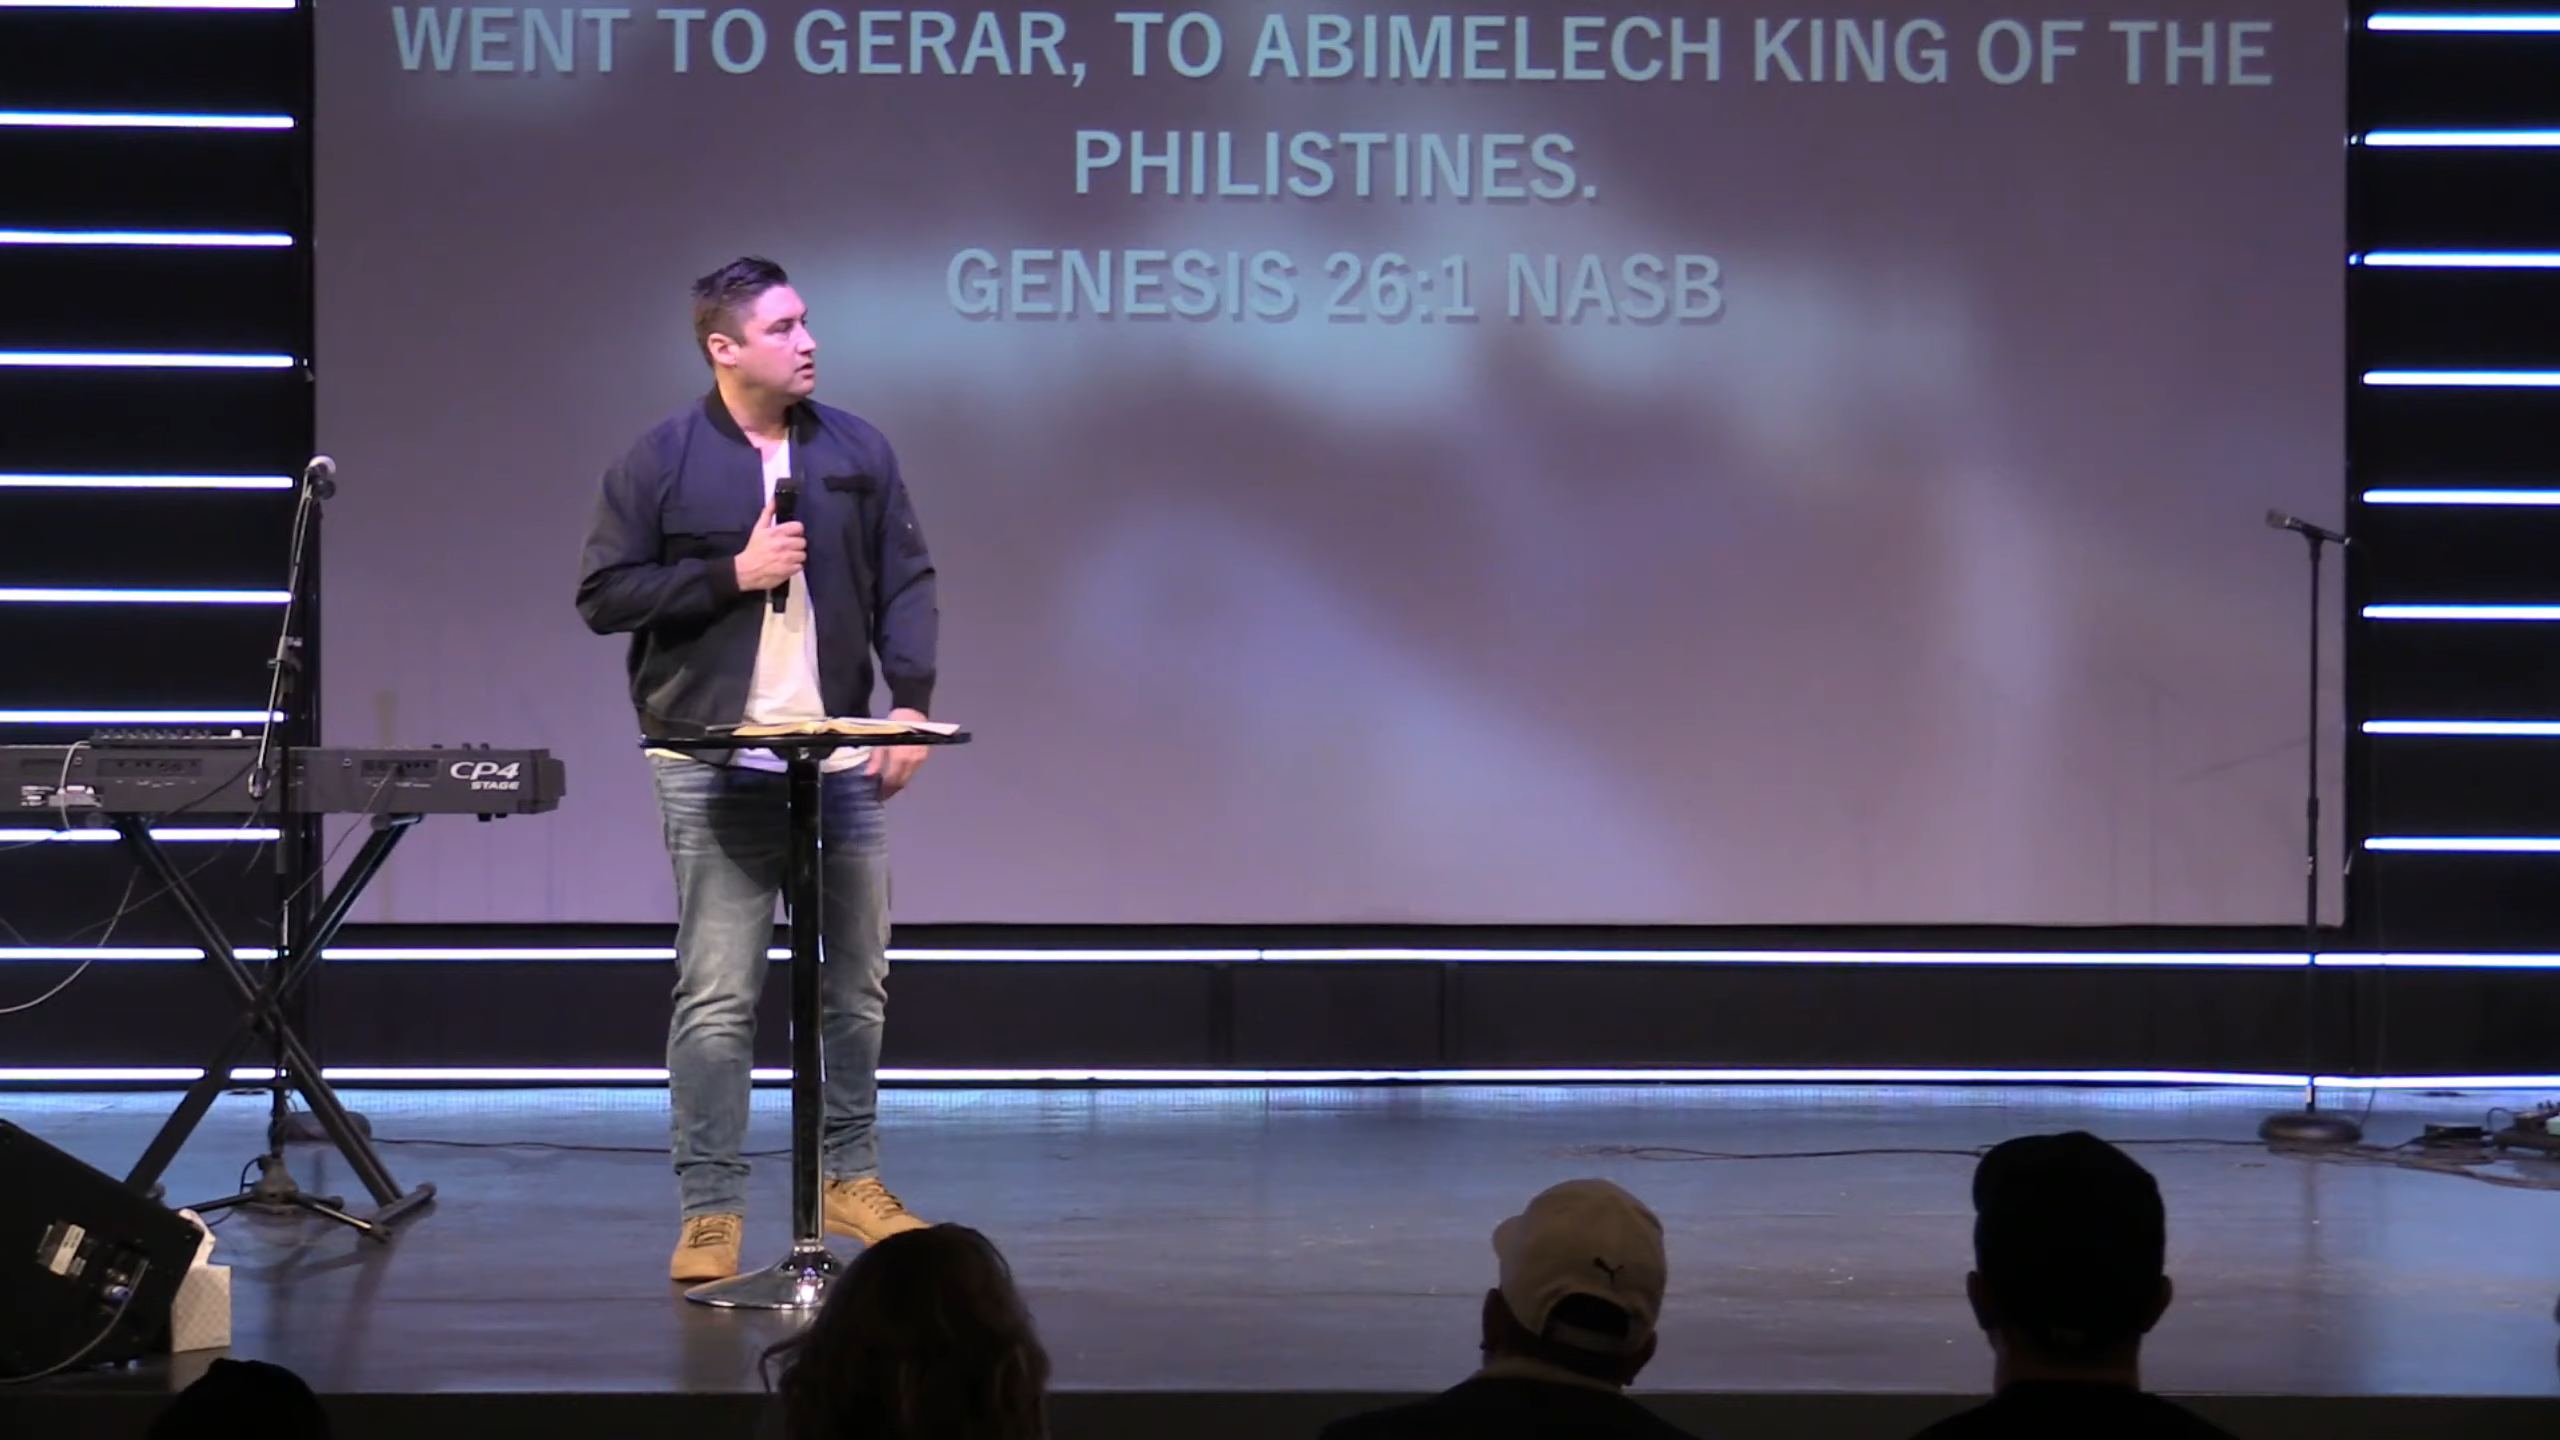 WENT TO GERAR, TO ABIMELECH KING OF THE
PHILISTINES.
GENESIS 26:1 NASB
CP4
STAGE